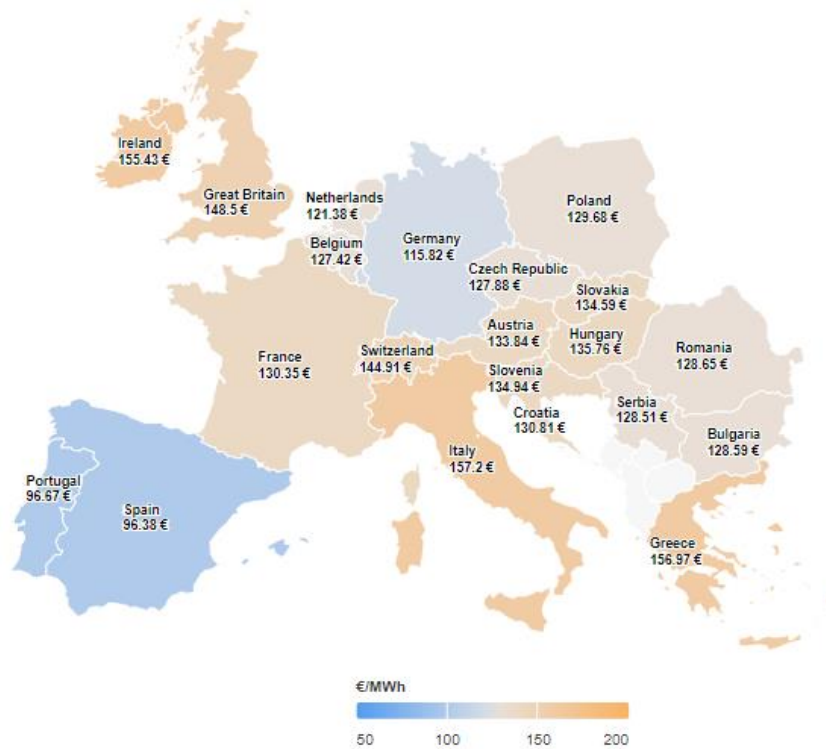 Ireland
155.43 €
Great Britain
148.5 €
Netherlands
121.38 €
Belgium
127.42 €
Germany
115.82 €
Poland
129.68 €
Czech Republic
127.88 €
Slovakia
134.59 €
Austria
133.84 €
Hungary
135.76 €
France
130.35 €
Switzerland
144.91 €
Slovenia
134.94 €
Romania
128.65 €
Croatia
130.81 €
Serbia
128.51 €
Bulgaria
128.59 €
Italy
157.2 €
Portugal
96.67 €
Spain
96.38 €
Greece
156.97 €
€/MWh
50 100 150 200